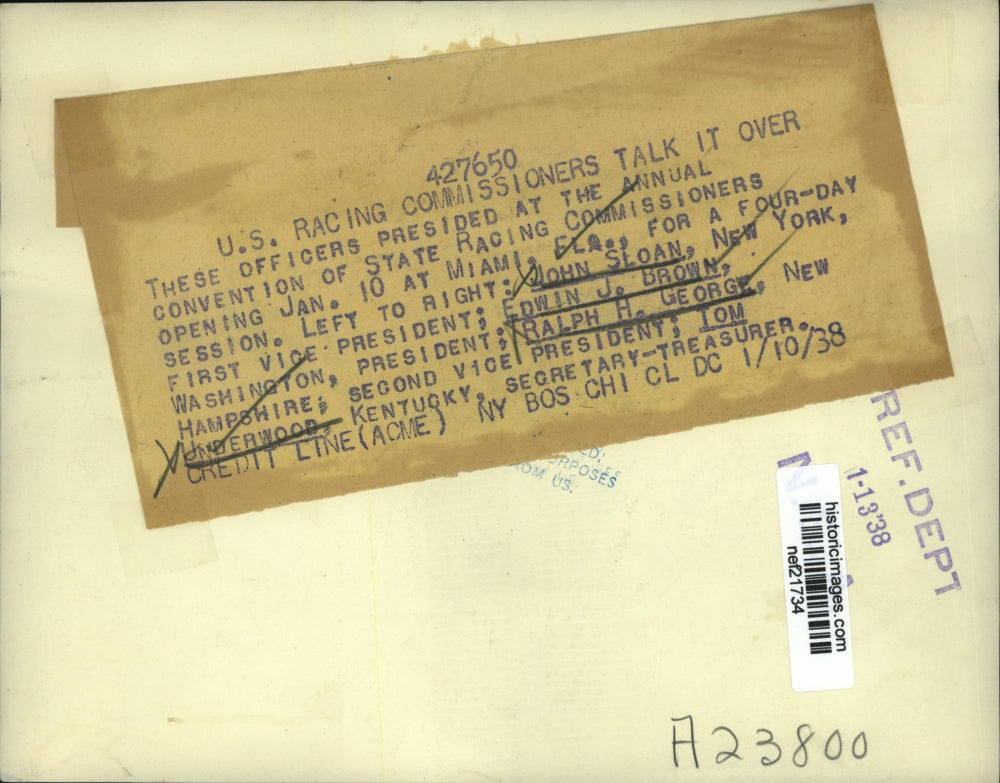 427650
U.S. RACING COMMISSIONERS TALK IT OVER
THESE OFFICERS PRESIDED AT THE ANNUAL
CONVENTION OF STATE RACING COMMISSIONERS
OPENING JAN. 10 AT MIAMI, FLA., FOR A FOUR-DAY
SESSION. LEFT TO RIGHT: JOHN SLOAN, NEW YORK,
FIRST VICE PRESIDENT; EDWIN J. BROWN,
WASHINGTON, PRESIDENT; RALPH H. GEORGE, NEW
HAMPSHIRE; SECOND VICE PRESIDENT; TOM
UNDERWOOD, KENTUCKY, SECRETARY-TREASURER.
CREDIT LINE (ACME) NY BOS CHI CL DC 1/10/38
US.
REF. DEPT
1-13'38
historicimages.com
nef21734
A23800